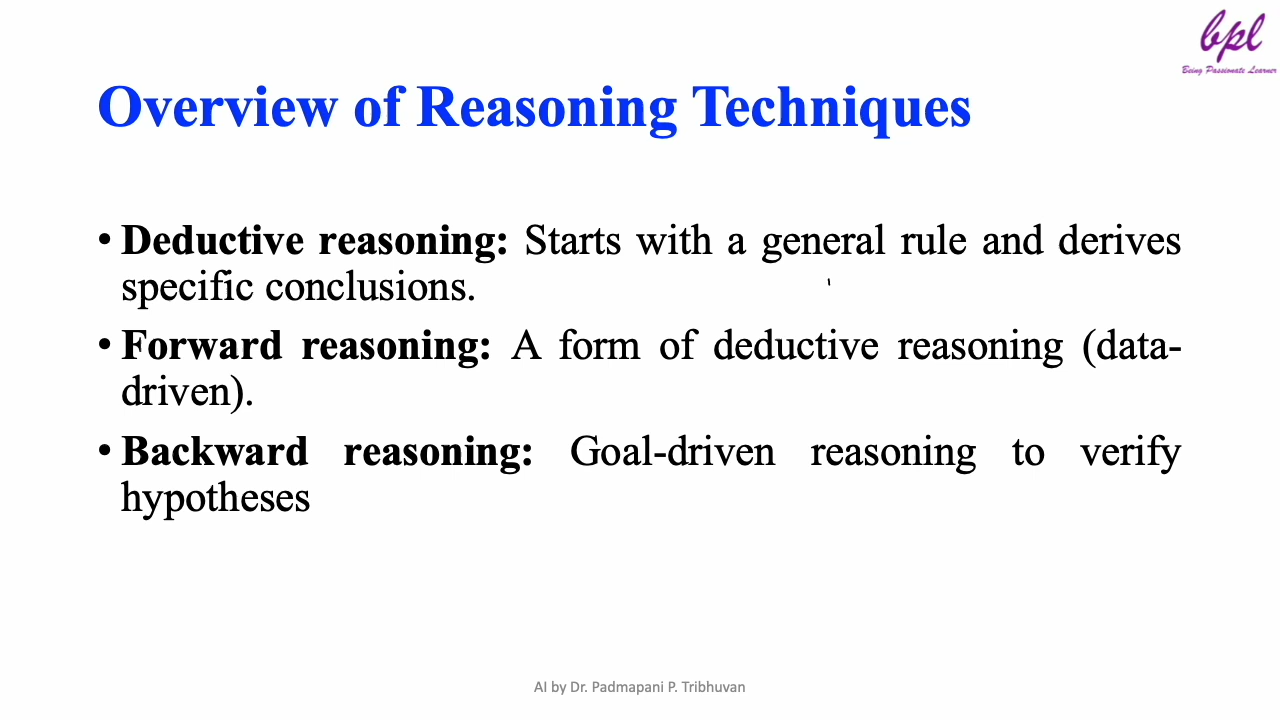 bpl
Being Passionate Learner
Overview of Reasoning Techniques
• Deductive reasoning: Starts with a general rule and derives
specific conclusions.
• Forward reasoning: A form of deductive reasoning (data-
driven).
• Backward reasoning: Goal-driven reasoning to verify
hypotheses
AI by Dr. Padmapani P. Tribhuvan